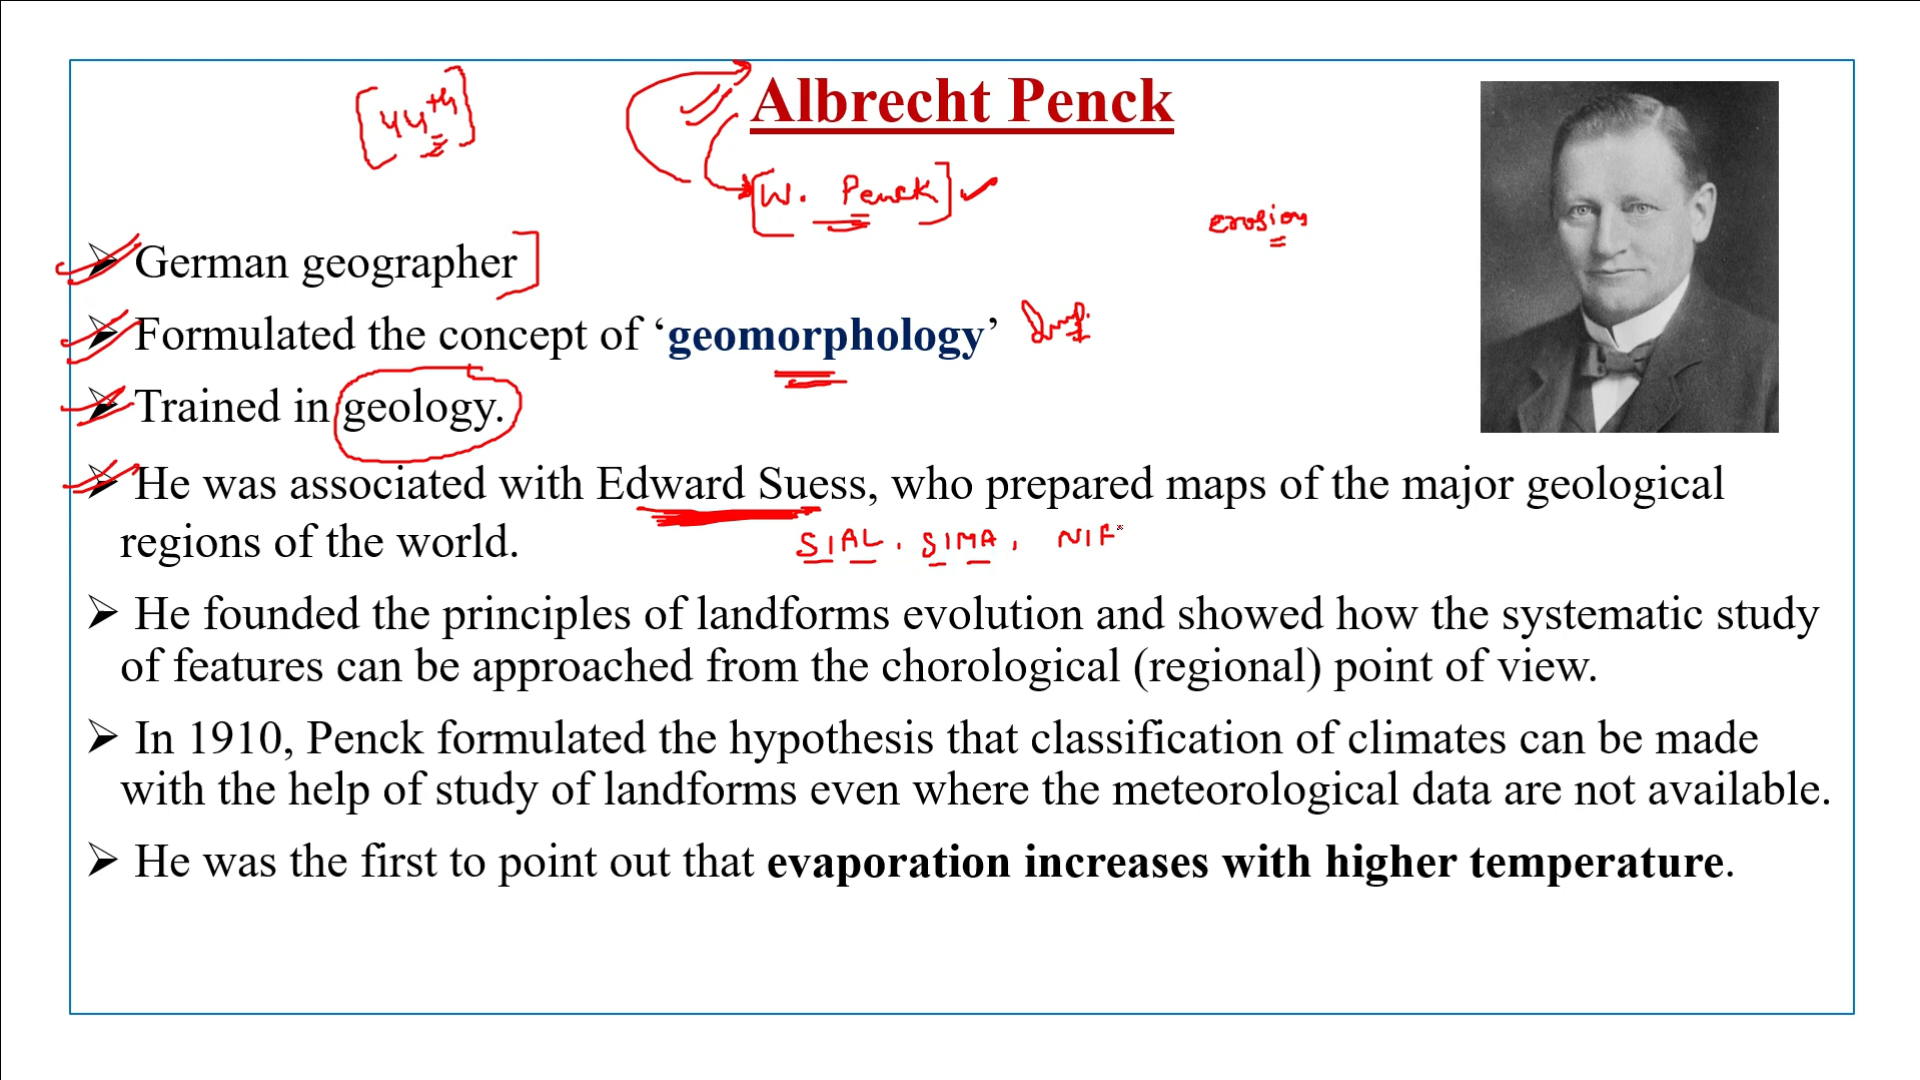 Albrecht Penck
[44th]
[W. Penck]
erosion
➢ German geographer]
➢ Formulated the concept of ‘geomorphology’ Imp.
➢ Trained in geology.
➢ He was associated with Edward Suess, who prepared maps of the major geological
regions of the world.
SIAL, SIMA, NIF
➢ He founded the principles of landforms evolution and showed how the systematic study
of features can be approached from the chorological (regional) point of view.
➢ In 1910, Penck formulated the hypothesis that classification of climates can be made
with the help of study of landforms even where the meteorological data are not available.
➢ He was the first to point out that evaporation increases with higher temperature.